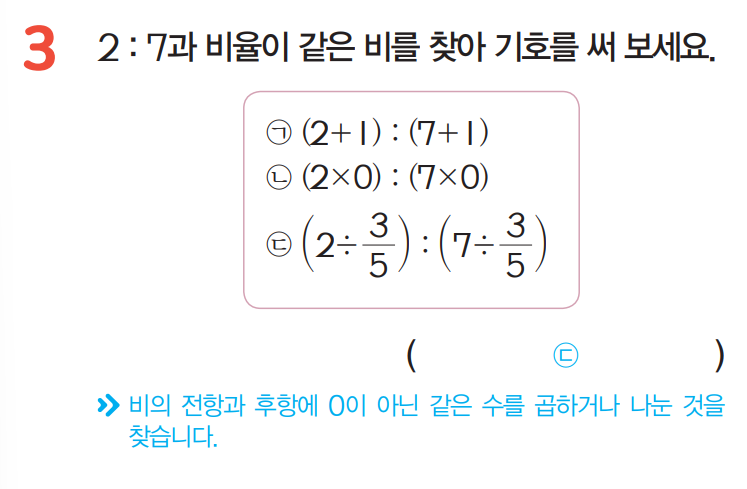 3 2 : 7과 비율이 같은 비를 찾아 기호를 써 보세요.
㉠ (2+1) : (7+1)
㉡ (2×0) : (7×0)
㉢ (2÷3/5) : (7÷3/5)
( ㉢ )
≫ 비의 전항과 후항에 0이 아닌 같은 수를 곱하거나 나눈 것을
찾습니다.